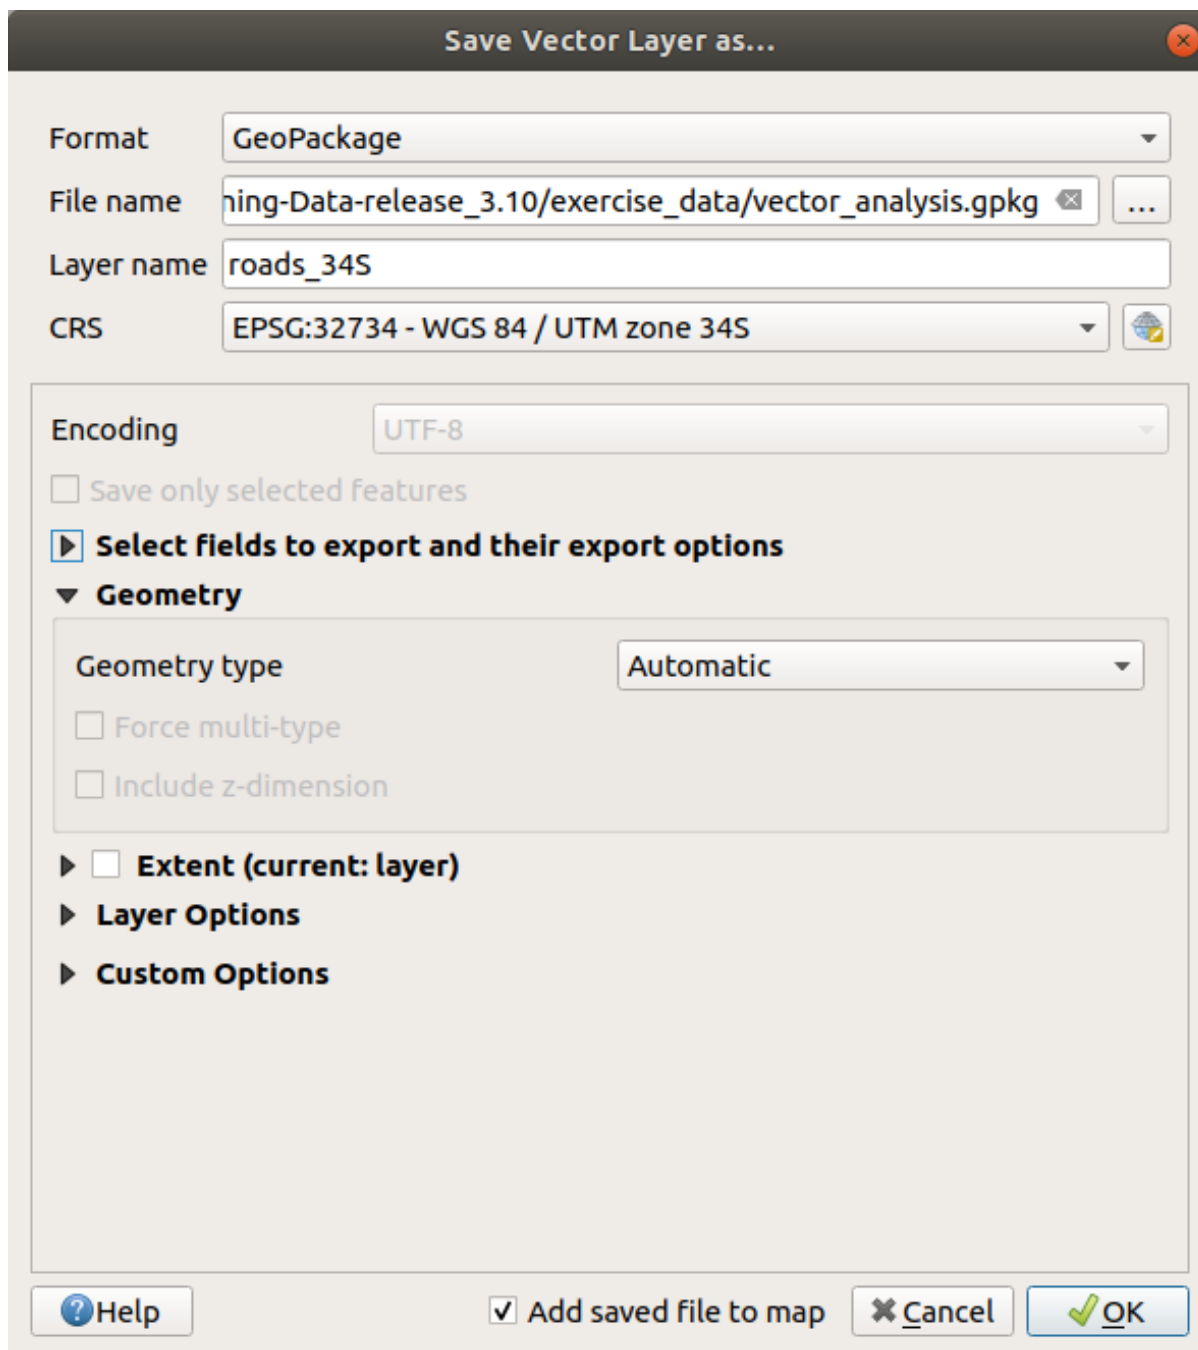 Save Vector Layer as...
Format GeoPackage
File name ning-Data-release_3.10/exercise_data/vector_analysis.gpkg ...
Layer name roads_34S
CRS EPSG:32734 - WGS 84 / UTM zone 34S
Encoding UTF-8
Save only selected features
Select fields to export and their export options
Geometry
Geometry type Automatic
Force multi-type
Include z-dimension
Extent (current: layer)
Layer Options
Custom Options
Help Add saved file to map Cancel OK